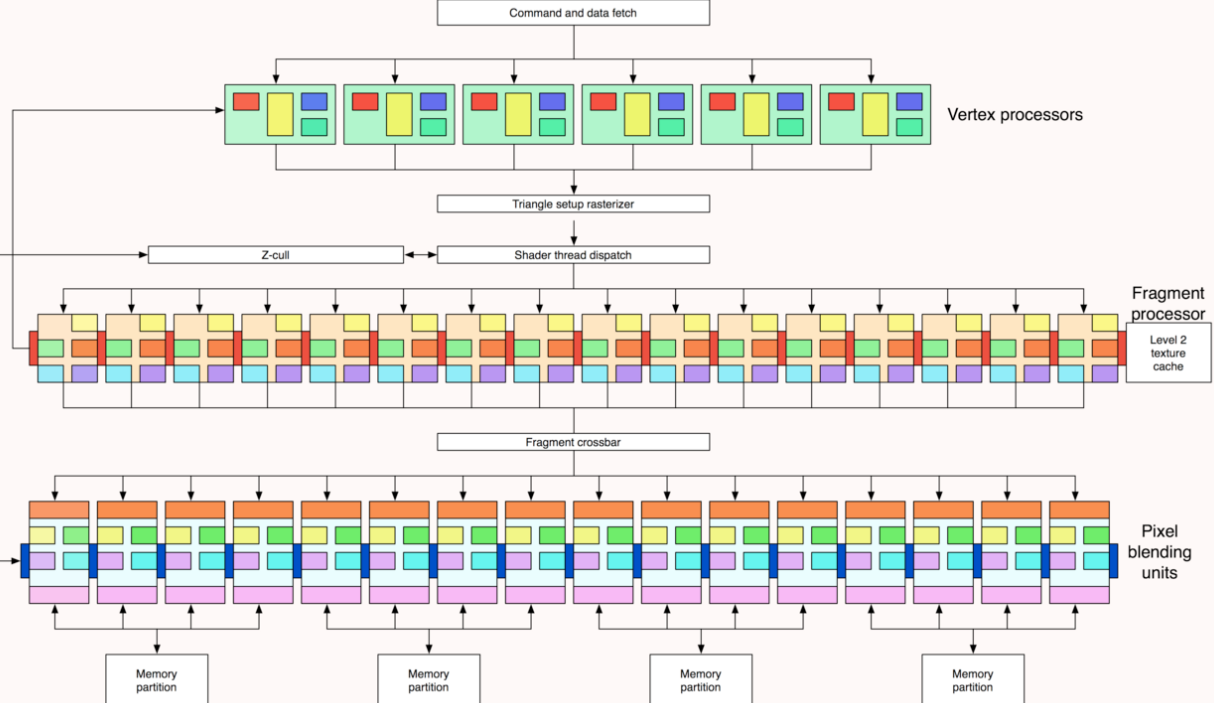 Command and data fetch
Vertex processors
Triangle setup rasterizer
Z-cull
Shader thread dispatch
Fragment
processor
Level 2
texture
cache
Fragment crossbar
Pixel
blending
units
Memory
partition
Memory
partition
Memory
partition
Memory
partition